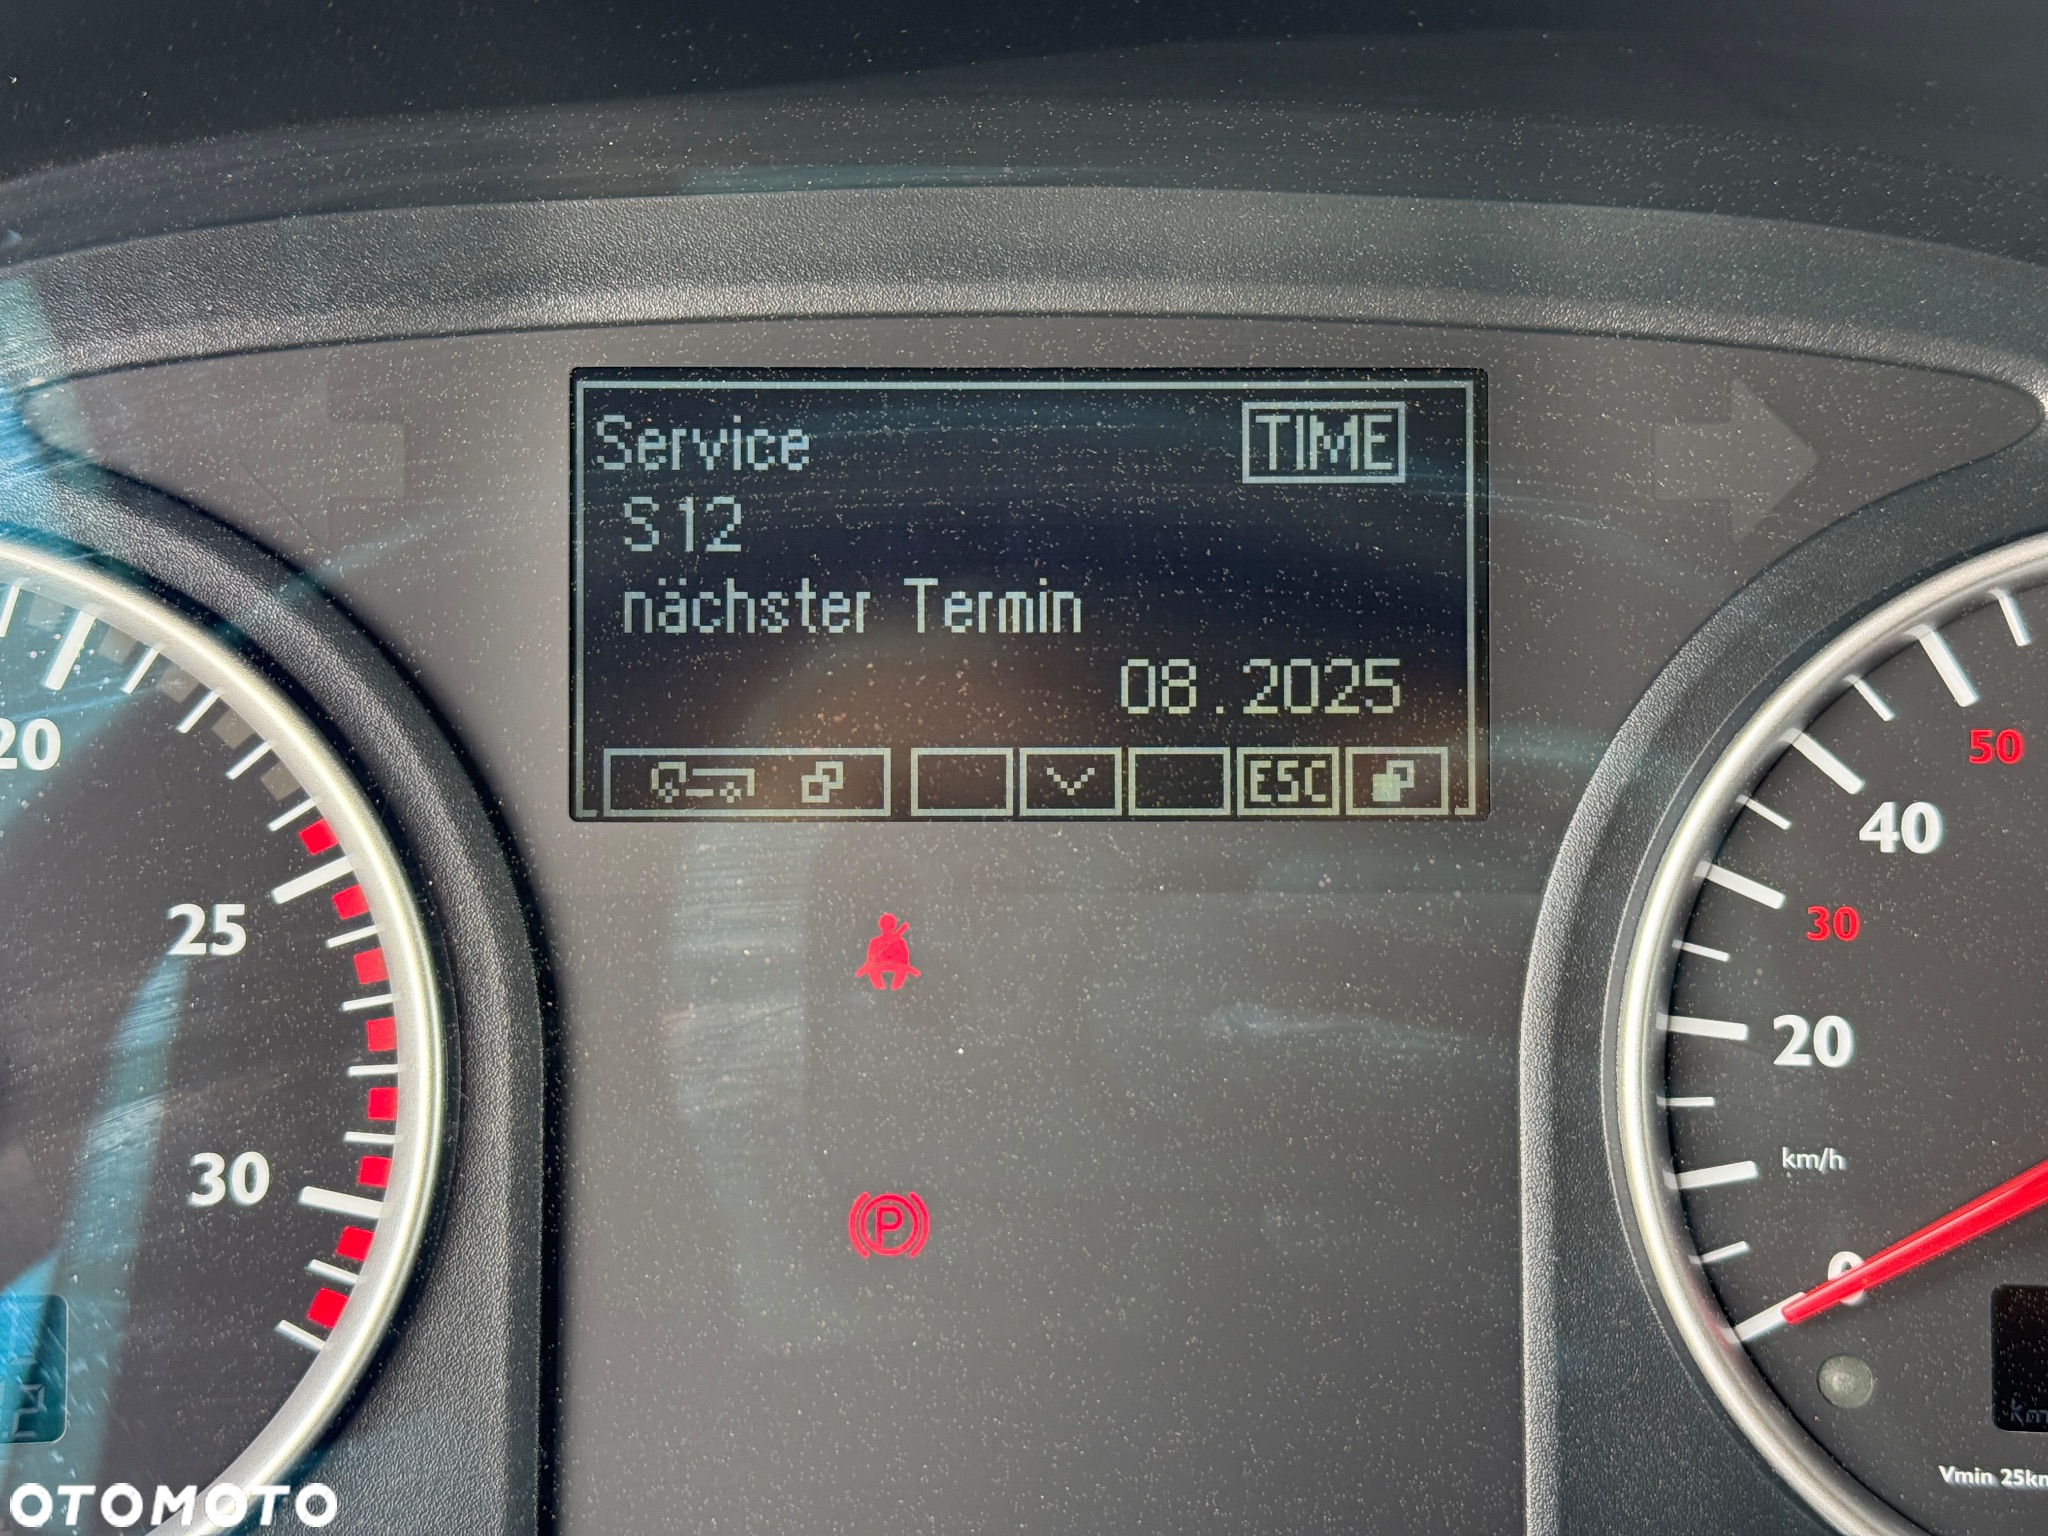 Service TIME
S12
nächster Termin
08.2025
ESC
20
25
30
50
40
30
20
km/h
0
Vmin 25km
OTOMOTO